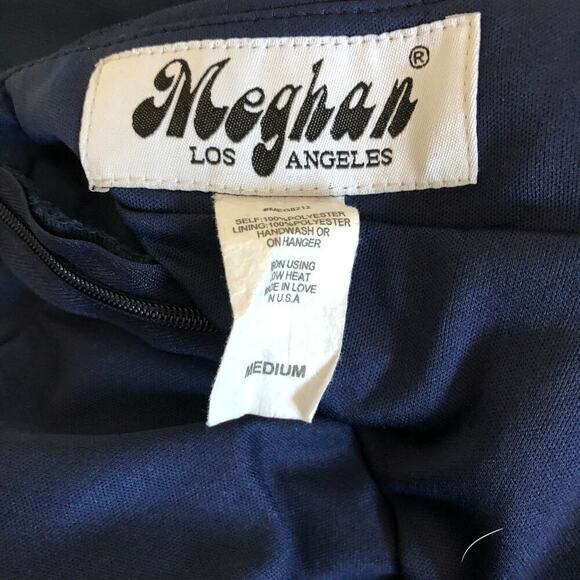 Meghan®
LOS ANGELES
#MEG8212
SELF:100%POLYESTER
LINING:100%POLYESTER
HANDWASH OR
ON HANGER
IRON USING
LOW HEAT
MADE IN LOVE
IN U.S.A
MEDIUM